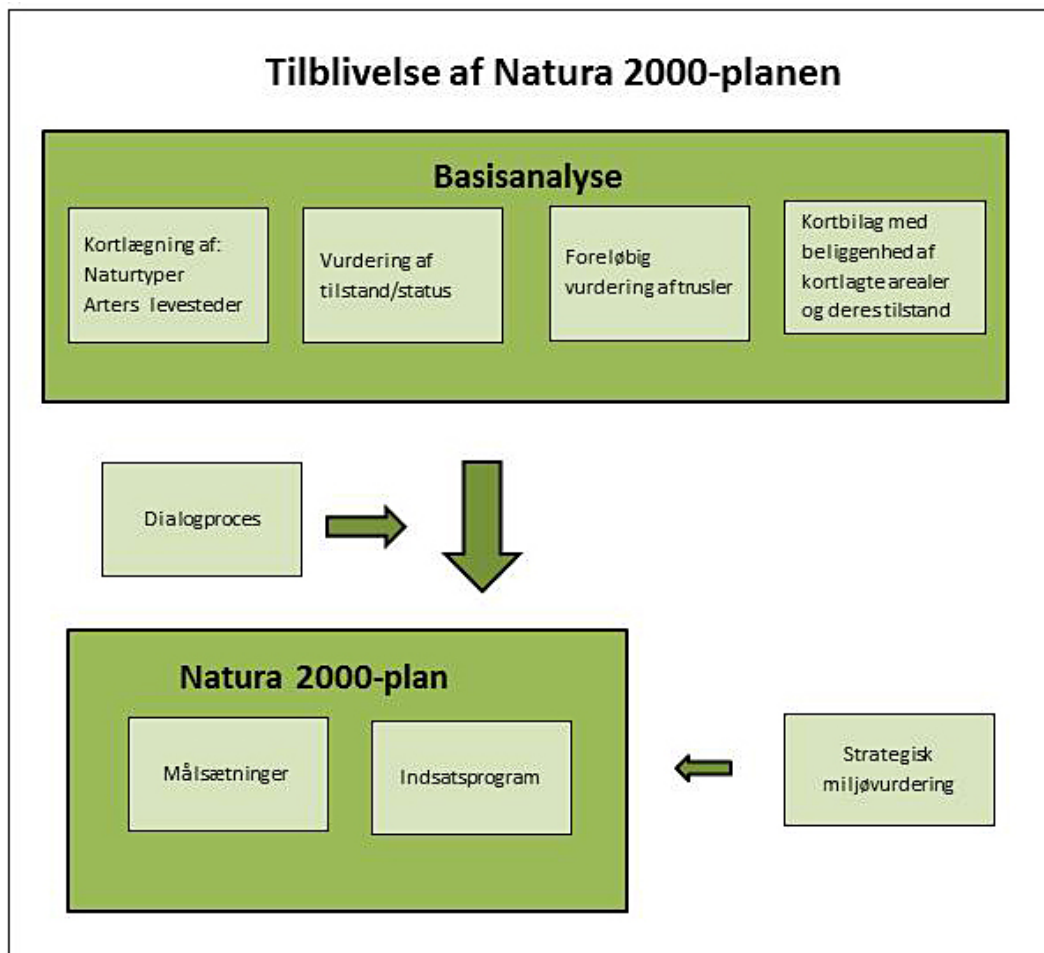 Tilblivelse af Natura 2000-planen
Basisanalyse
Kortlægning af:
Naturtyper
Arters levesteder
Vurdering af
tilstand/status
Foreløbig
vurdering af trusler
Kortbilag med
beliggenhed af
kortlagte arealer
og deres tilstand
Dialogproces
Natura 2000-plan
Målsætninger
Indsatsprogram
Strategisk
miljøvurdering